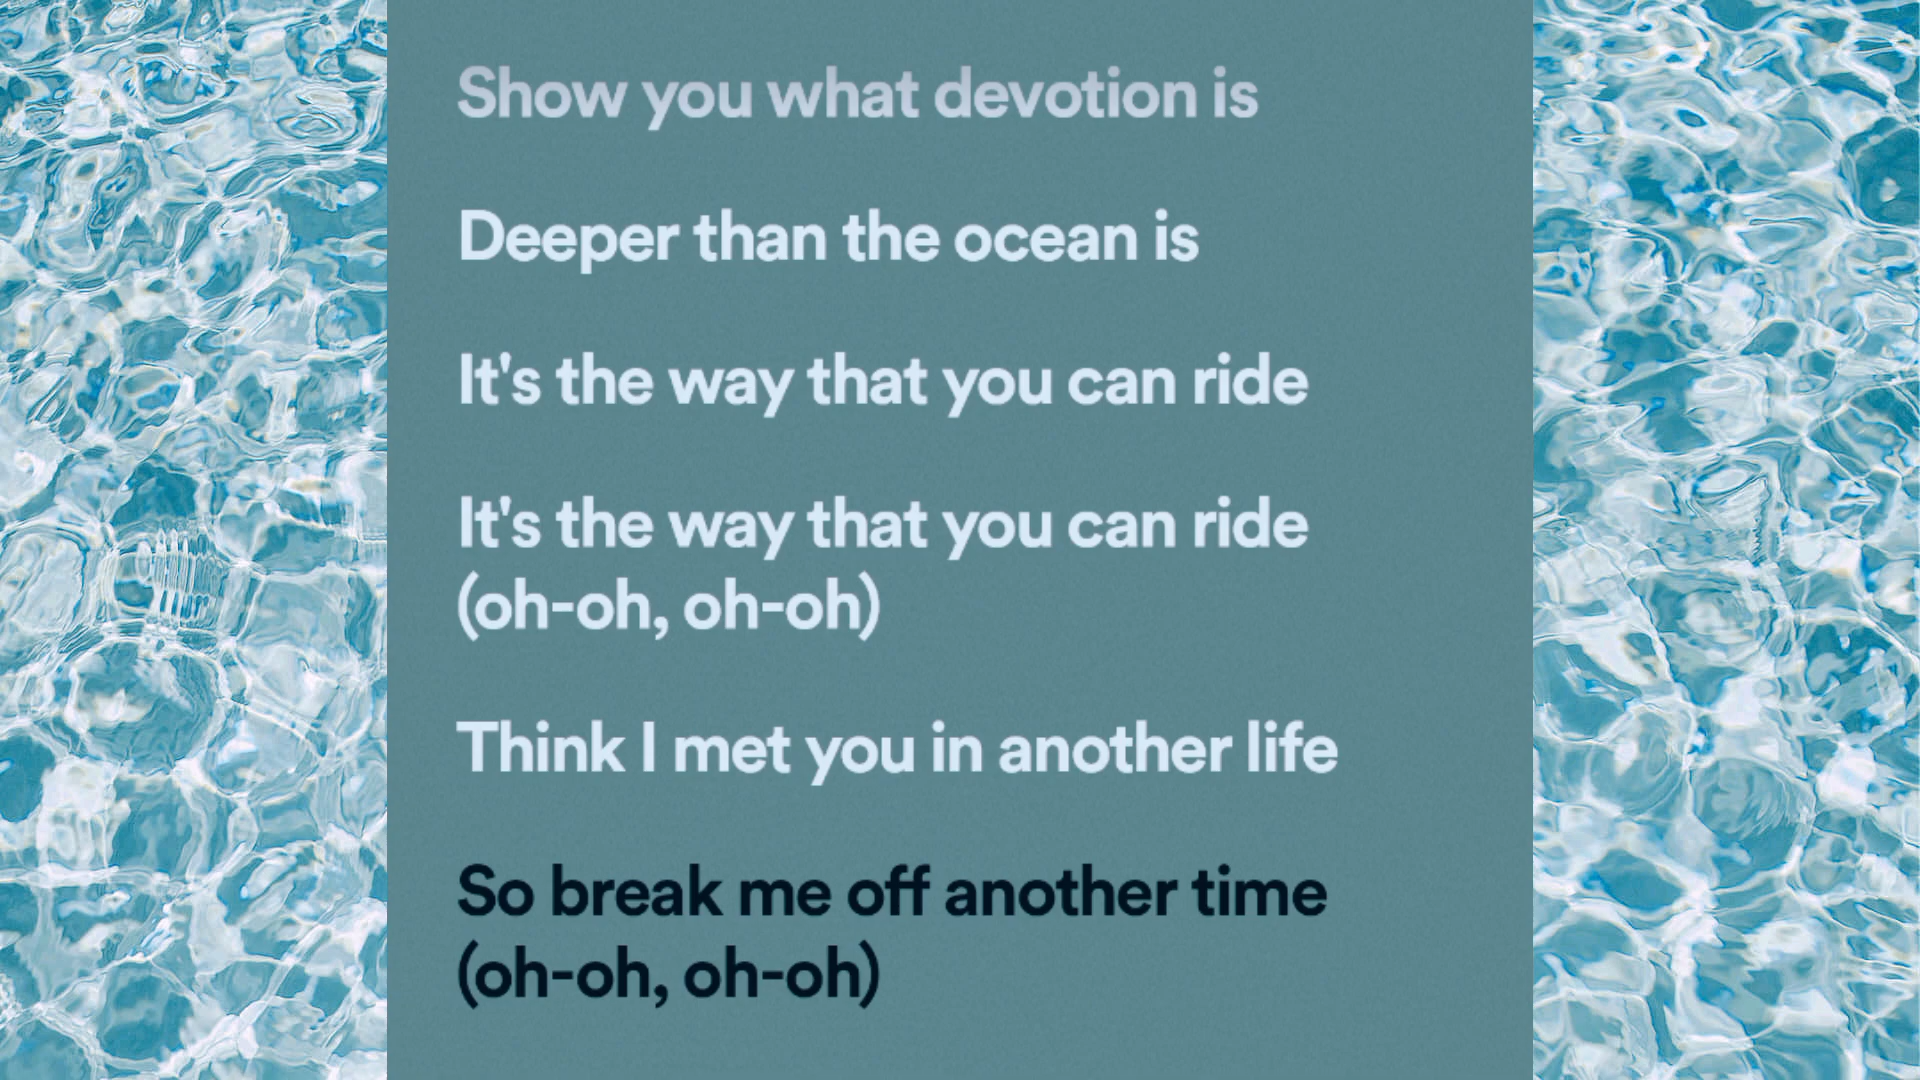 Show you what devotion is
Deeper than the ocean is
It's the way that you can ride
It's the way that you can ride
(oh-oh, oh-oh)
Think I met you in another life
So break me off another time
(oh-oh, oh-oh)